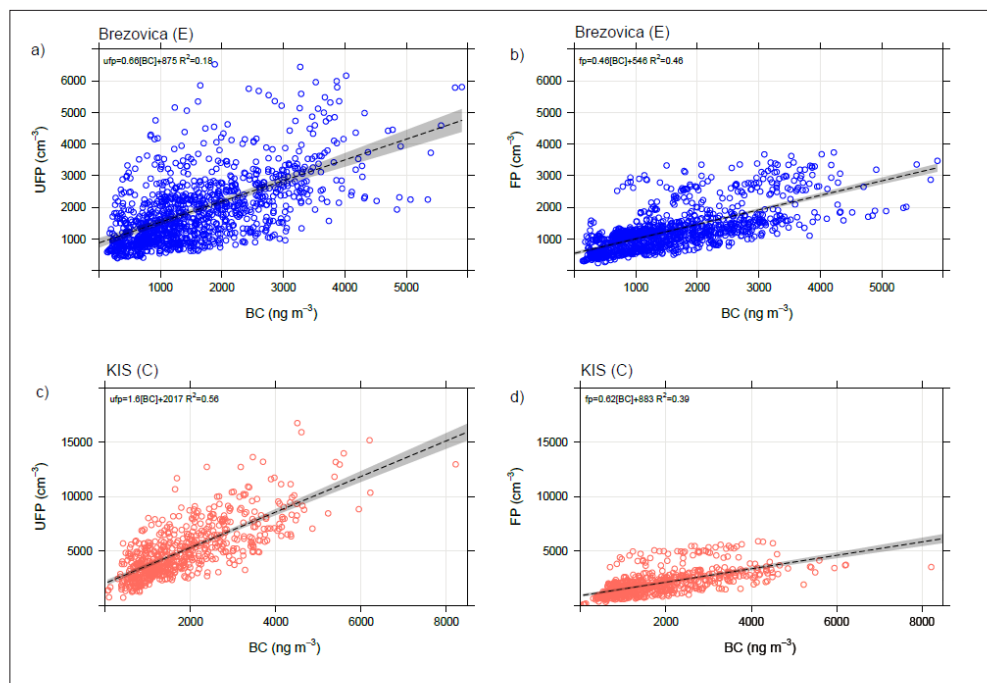 Brezovica (E)
a)
ufp=0.66[BC]+875 R²=0.18
6000
5000
4000
3000
2000
1000
UFP (cm⁻³)
1000 2000 3000 4000 5000
BC (ng m⁻³)
Brezovica (E)
b)
fp=0.46[BC]+546 R²=0.46
6000
5000
4000
3000
2000
1000
FP (cm⁻³)
1000 2000 3000 4000 5000
BC (ng m⁻³)
KIS (C)
c)
ufp=1.6[BC]+2017 R²=0.56
15000
10000
5000
UFP (cm⁻³)
2000 4000 6000 8000
BC (ng m⁻³)
KIS (C)
d)
fp=0.62[BC]+883 R²=0.39
15000
10000
5000
FP (cm⁻³)
2000 4000 6000 8000
BC (ng m⁻³)